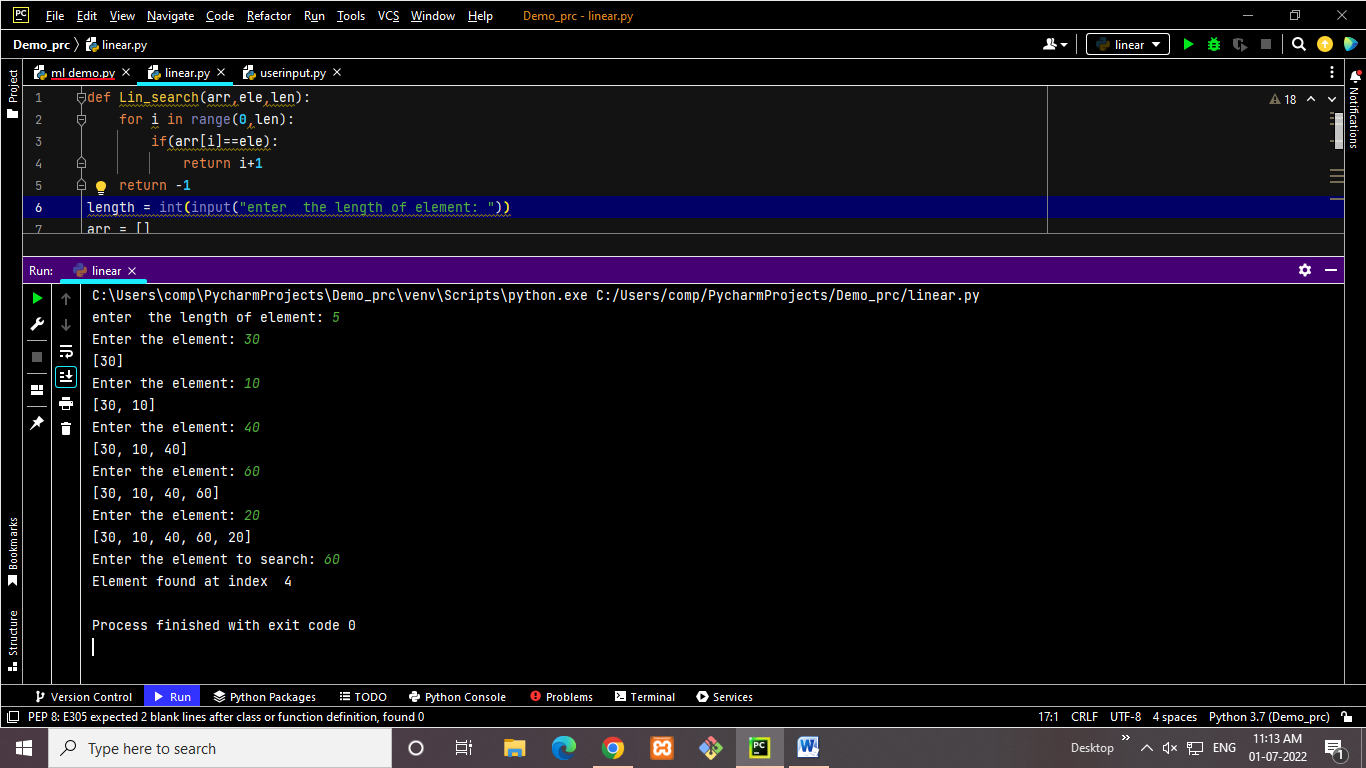 PC File Edit View Navigate Code Refactor Run Tools VCS Window Help Demo_prc - linear.py
Demo_prc linear.py linear
Project ml demo.py linear.py userinput.py
1 def Lin_search(arr,ele,len): 18
2 for i in range(0,len):
3 if(arr[i]==ele):
4 return i+1
5 return -1
6 length = int(input("enter  the length of element: "))
7 arr = []
Notifications
Run: linear
C:\Users\comp\PycharmProjects\Demo_prc\venv\Scripts\python.exe C:/Users/comp/PycharmProjects/Demo_prc/linear.py
enter  the length of element: 5
Enter the element: 30
[30]
Enter the element: 10
[30, 10]
Enter the element: 40
[30, 10, 40]
Enter the element: 60
[30, 10, 40, 60]
Enter the element: 20
[30, 10, 40, 60, 20]
Enter the element to search: 60
Element found at index  4
Process finished with exit code 0
Bookmarks
Structure
Version Control Run Python Packages TODO Python Console Problems Terminal Services
PEP 8: E305 expected 2 blank lines after class or function definition, found 0 17:1 CRLF UTF-8 4 spaces Python 3.7 (Demo_prc)
Type here to search PC W Desktop ENG 11:13 AM 1
01-07-2022